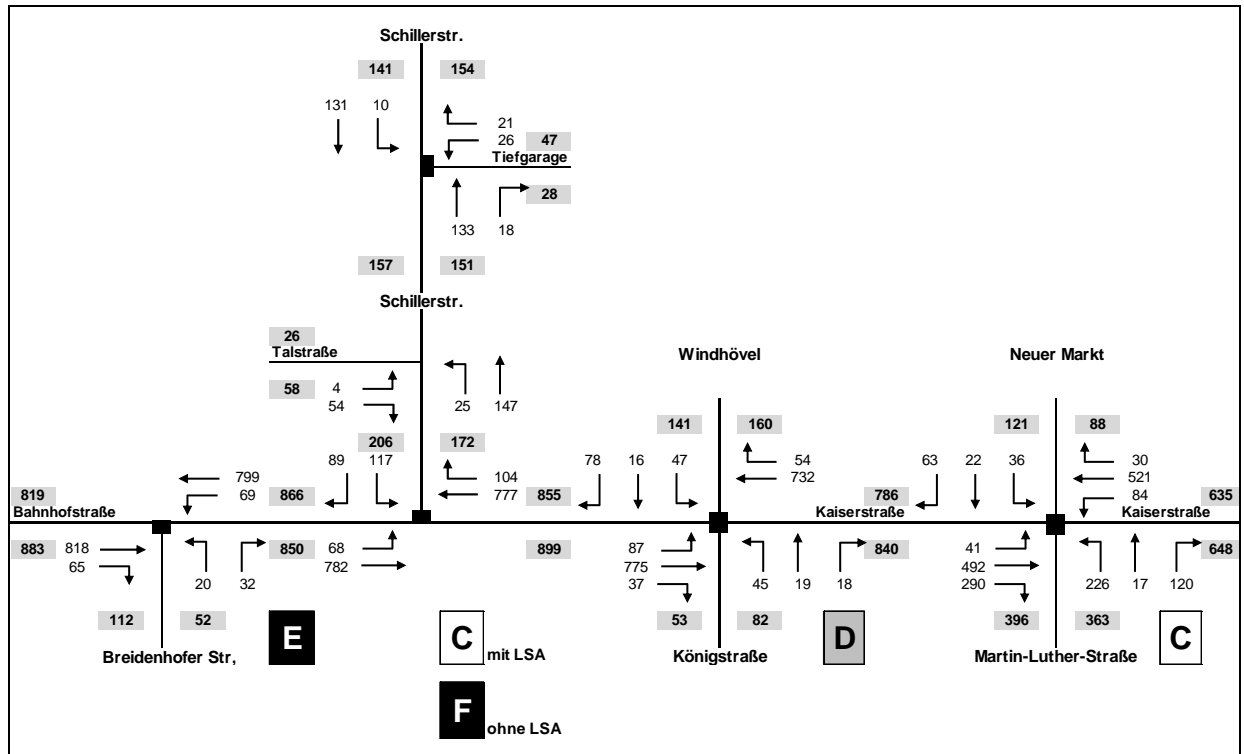 Schillerstr.
141 154
131 10
21
26 47
Tiefgarage
28
133 18
157 151
Schillerstr.
26
Talstraße
58 4
54
25 147
Windhövel
Neuer Markt
206 172
141 160
121 88
89 117
104
777
78 16 47
54
732
63 22 36
30
521
84
799
69
819 866 855 786 635
Bahnhofstraße
Kaiserstraße
Kaiserstraße
883 818
65
850 68
782
899 87
775
37
840 41
492
290
648
20 32
45 19 18
226 17 120
112 52
53 82
396 363
E
C mit LSA
D
C
Breidenhofer Str,
Königstraße
Martin-Luther-Straße
F ohne LSA